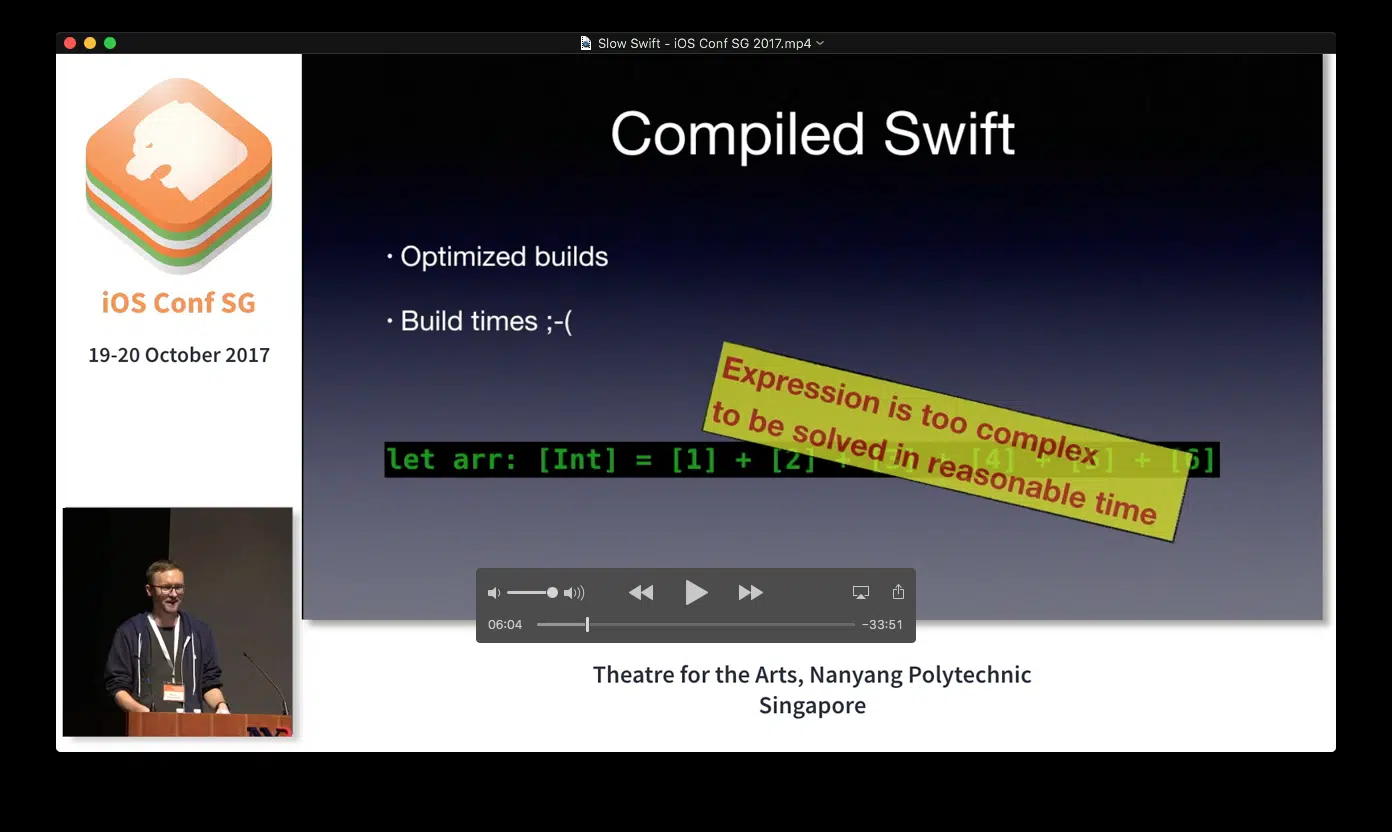 Slow Swift - iOS Conf SG 2017.mp4
iOS Conf SG
19-20 October 2017
Compiled Swift
· Optimized builds
· Build times ;-(
Expression is too complex
to be solved in reasonable time
let arr: [Int] = [1] + [2] + [3] + [4] + [5] + [6]
06:04
-33:51
Theatre for the Arts, Nanyang Polytechnic
Singapore